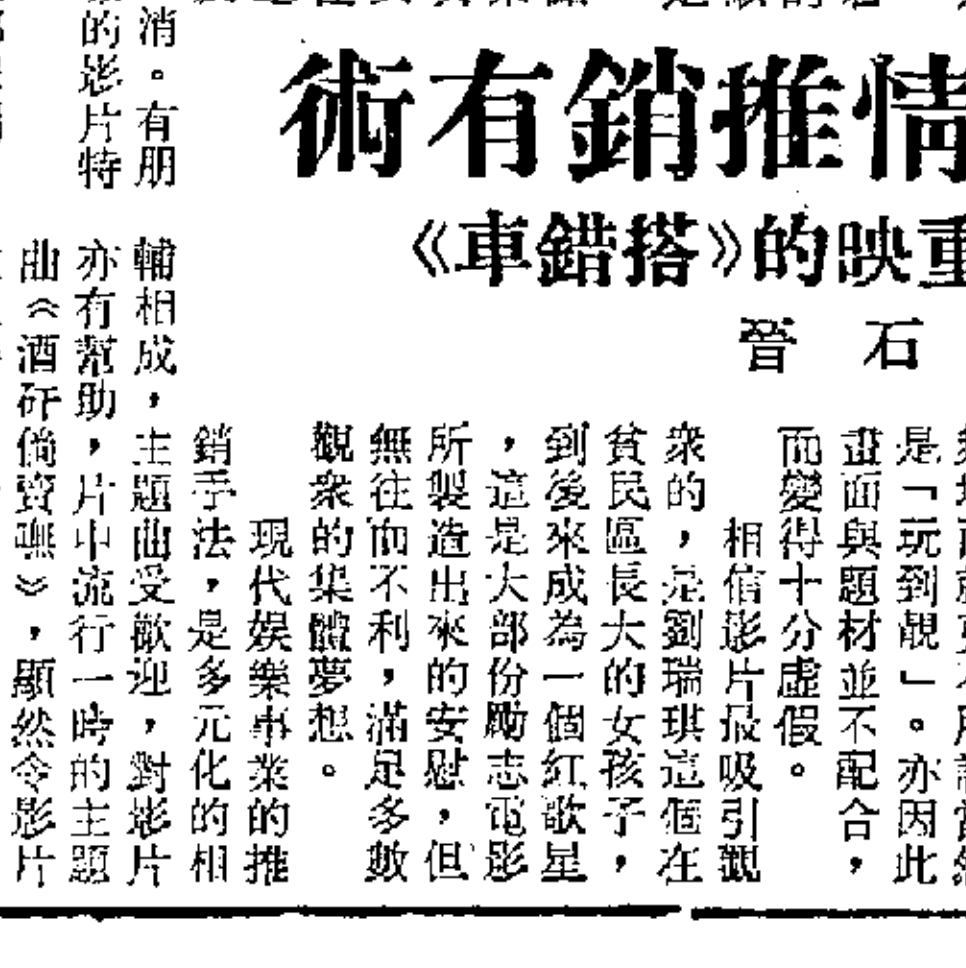 情推銷有術
重映的《搭錯車》
石 晉
是「玩到靚」。亦因此
畫面與題材並不配合，
而變得十分虛假。
相信影片最吸引觀
衆的，是劉瑞琪這個在
貧民區長大的女孩子，
到後來成為一個紅歌星
，這是大部份勵志電影
所製造出來的安慰，但
無往而不利，滿足多數
觀衆的集體夢想。
現代娛樂事業的推
銷手法，是多元化的相
輔相成，主題曲受歡迎，對影片
亦有幫助，片中流行一時的主題
曲《酒矸倘賣嘸》，顯然令影片
消。有朋
的影片特